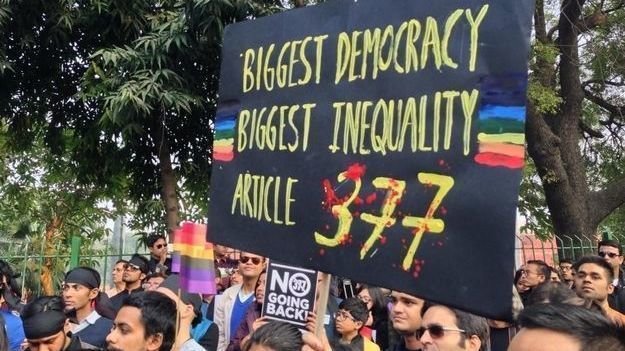 BIGGEST DEMOCRACY
BIGGEST INEQUALITY
ARTICLE 377
NO
GOING
BACK!